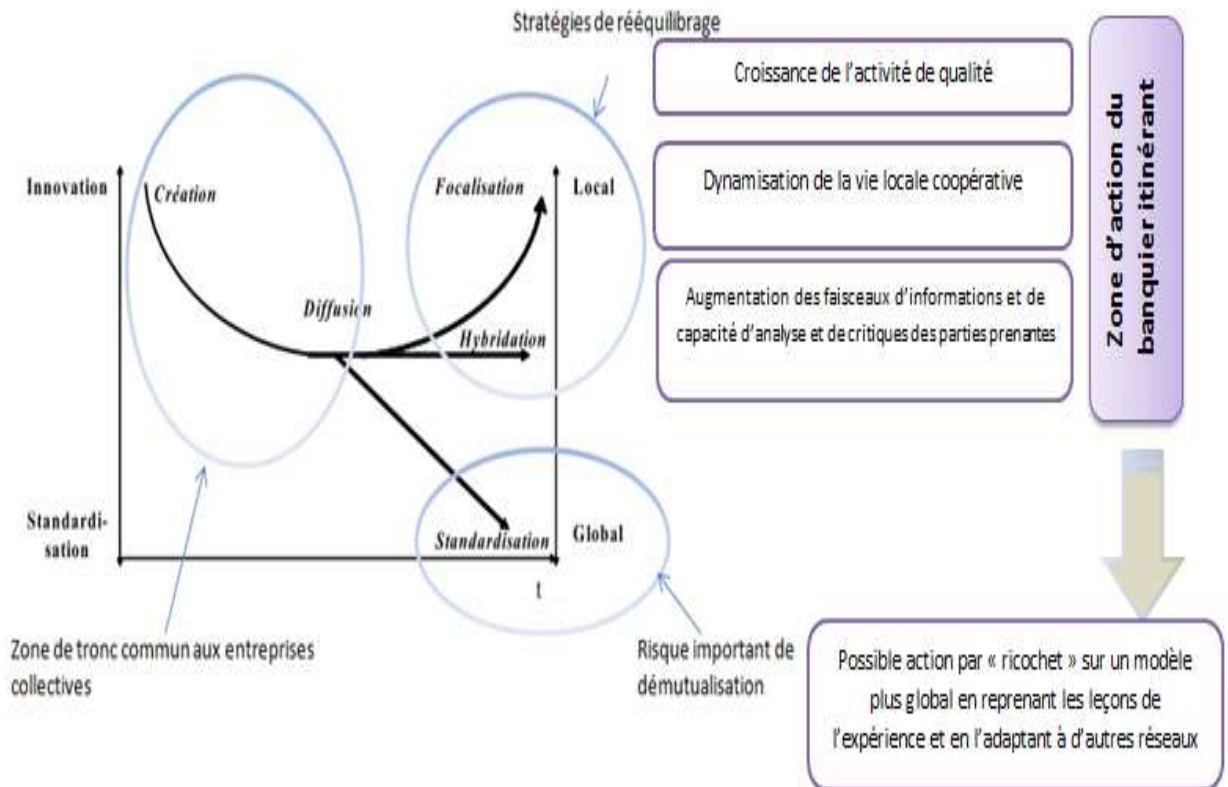 Stratégies de rééquilibrage
Croissance de l'activité de qualité
Dynamisation de la vie locale coopérative
Augmentation des faisceaux d'informations et de
capacité d'analyse et de critiques des parties prenantes
Zone d'action du
banquier itinérant
Innovation
Création
Focalisation
Local
Diffusion
Hybridation
Standardi-
sation
Standardisation
Global
t
Zone de tronc commun aux entreprises
collectives
Risque important de
démutualisation
Possible action par « ricochet » sur un modèle
plus global en reprenant les leçons de
l'expérience et en l'adaptant à d'autres réseaux